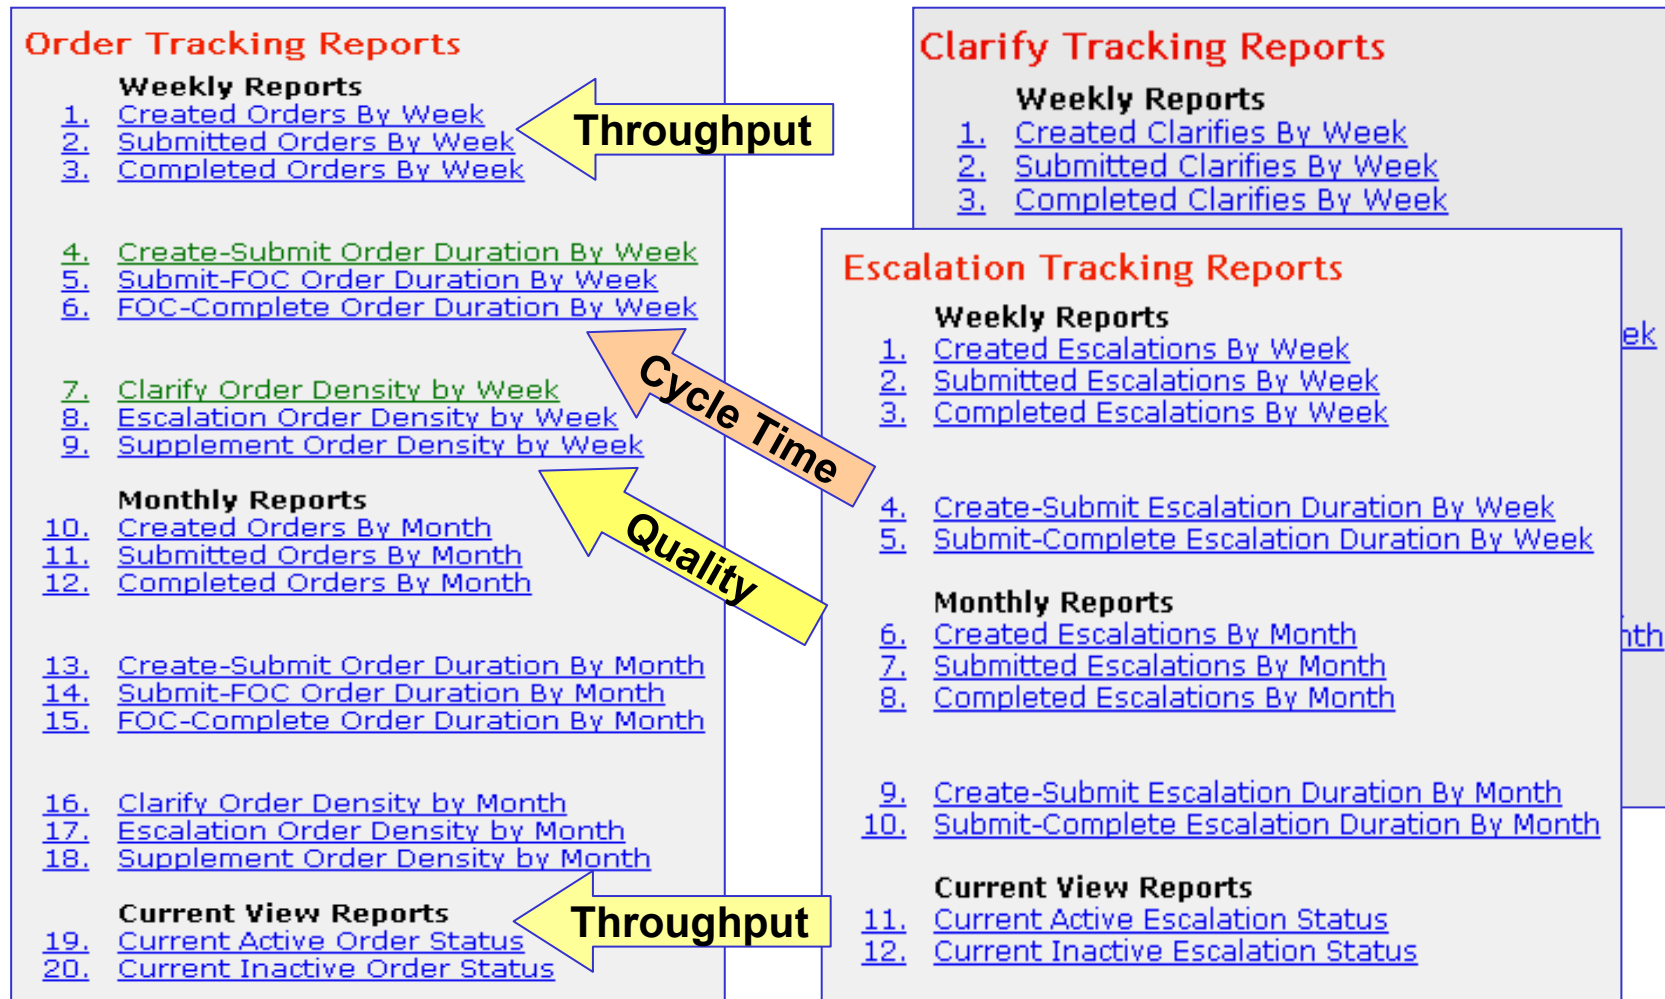 Order Tracking Reports
Weekly Reports
1. Created Orders By Week
2. Submitted Orders By Week
3. Completed Orders By Week
4. Create-Submit Order Duration By Week
5. Submit-FOC Order Duration By Week
6. FOC-Complete Order Duration By Week
7. Clarify Order Density by Week
8. Escalation Order Density by Week
9. Supplement Order Density by Week
Monthly Reports
10. Created Orders By Month
11. Submitted Orders By Month
12. Completed Orders By Month
13. Create-Submit Order Duration By Month
14. Submit-FOC Order Duration By Month
15. FOC-Complete Order Duration By Month
16. Clarify Order Density by Month
17. Escalation Order Density by Month
18. Supplement Order Density by Month
Current View Reports
19. Current Active Order Status
20. Current Inactive Order Status
Throughput
Cycle Time
Quality
Throughput
Clarify Tracking Reports
Weekly Reports
1. Created Clarifies By Week
2. Submitted Clarifies By Week
3. Completed Clarifies By Week
ek
nth
Escalation Tracking Reports
Weekly Reports
1. Created Escalations By Week
2. Submitted Escalations By Week
3. Completed Escalations By Week
4. Create-Submit Escalation Duration By Week
5. Submit-Complete Escalation Duration By Week
Monthly Reports
6. Created Escalations By Month
7. Submitted Escalations By Month
8. Completed Escalations By Month
9. Create-Submit Escalation Duration By Month
10. Submit-Complete Escalation Duration By Month
Current View Reports
11. Current Active Escalation Status
12. Current Inactive Escalation Status